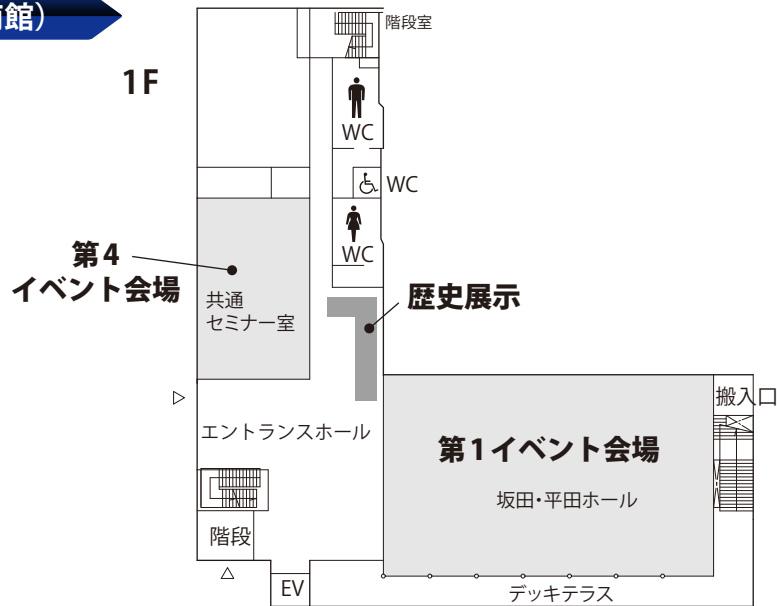 館）
1F
階段室
WC
WC
WC
第4
イベント会場
共通
セミナー室
歴史展示
搬入口
エントランスホール
第1イベント会場
坂田・平田ホール
階段
EV
デッキテラス